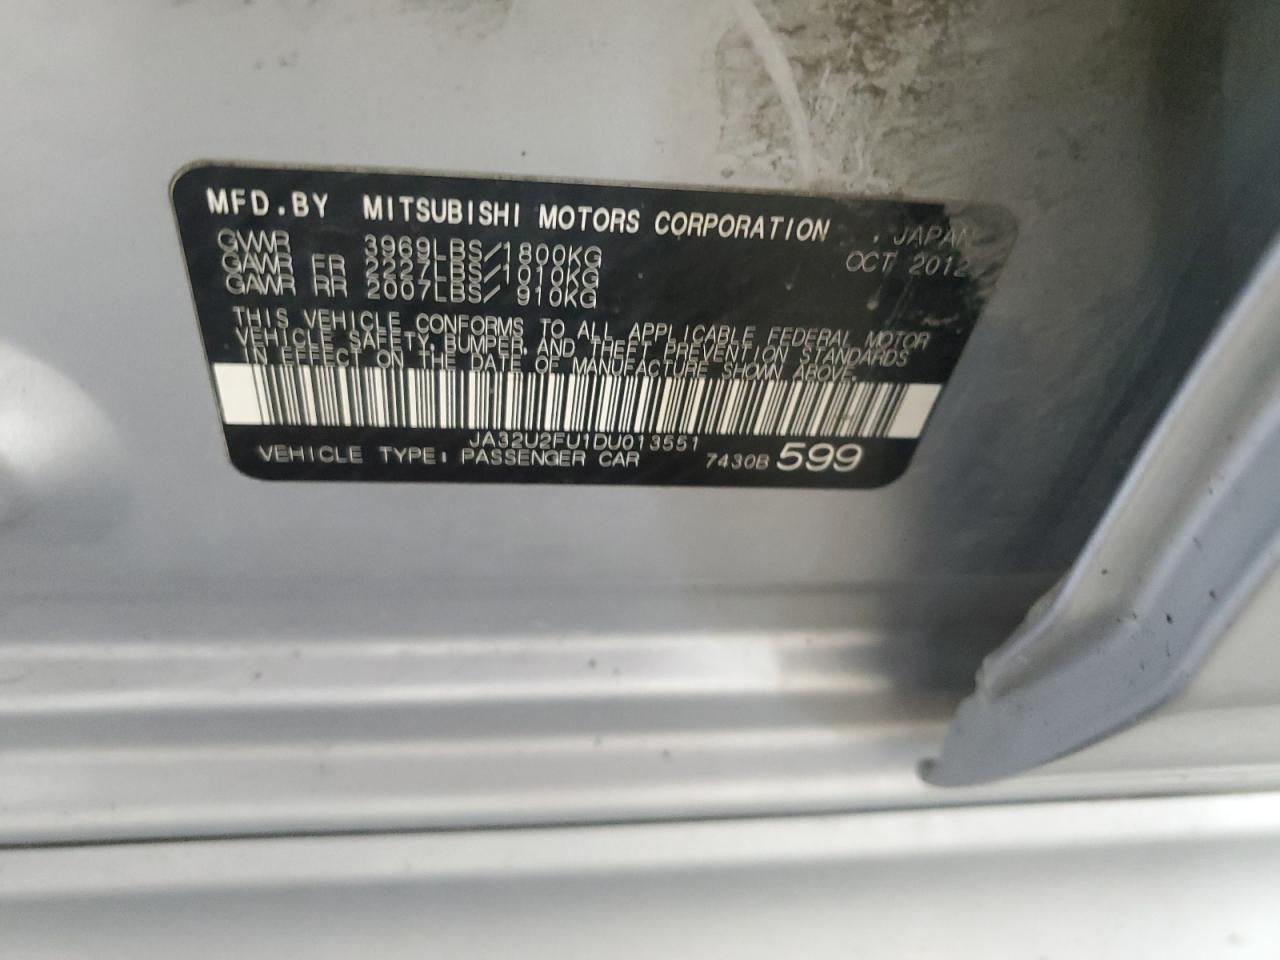 MFD.BY MITSUBISHI MOTORS CORPORATION , JAPAN
GVWR 3969LBS/1800KG OCT 2012
GAWR FR 2227LBS/1010KG
GAWR RR 2007LBS/ 910KG
THIS VEHICLE CONFORMS TO ALL APPLICABLE FEDERAL MOTOR
VEHICLE SAFETY, BUMPER, AND THEFT PREVENTION STANDARDS
IN EFFECT ON THE DATE OF MANUFACTURE SHOWN ABOVE.
JA32U2FU1DU013551
VEHICLE TYPE: PASSENGER CAR 7430B 599